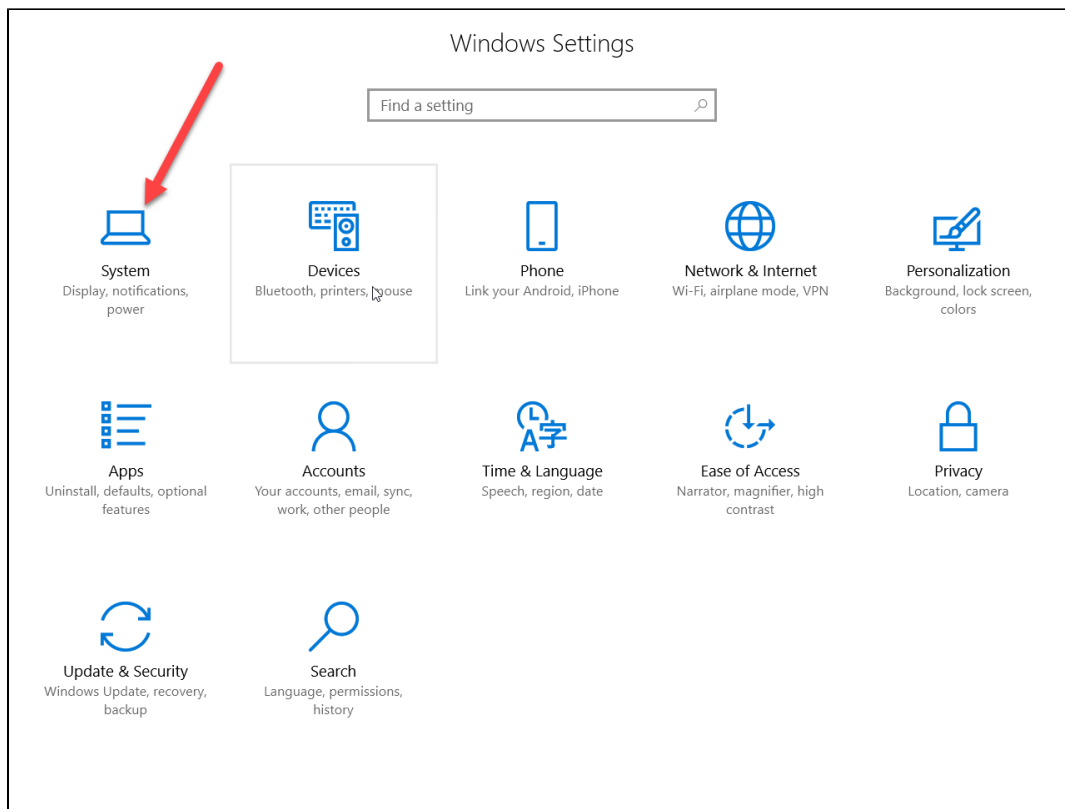 Windows Settings
Find a setting
System
Display, notifications,
power
Devices
Bluetooth, printers, mouse
Phone
Link your Android, iPhone
Network & Internet
Wi-Fi, airplane mode, VPN
Personalization
Background, lock screen,
colors
Apps
Uninstall, defaults, optional
features
Accounts
Your accounts, email, sync,
work, other people
A字
Time & Language
Speech, region, date
Ease of Access
Narrator, magnifier, high
contrast
Privacy
Location, camera
Update & Security
Windows Update, recovery,
backup
Search
Language, permissions,
history